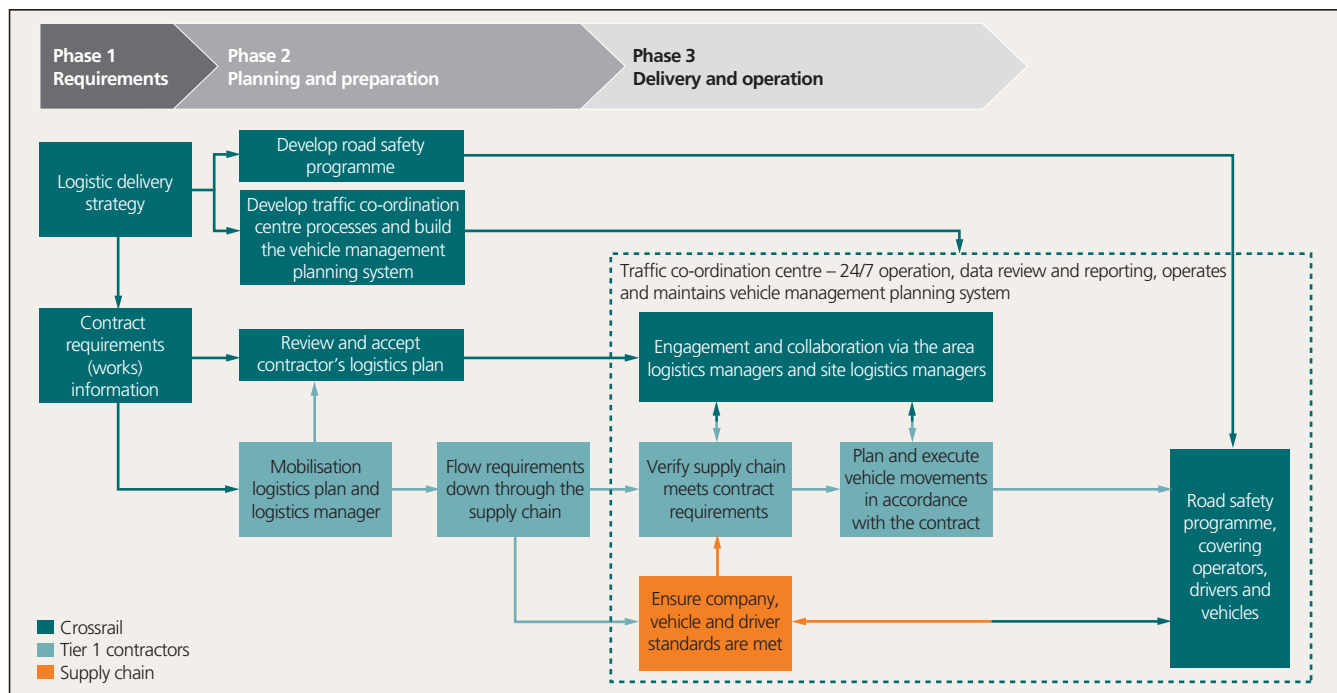 Phase 1
Requirements
Phase 2
Planning and preparation
Phase 3
Delivery and operation
Logistic delivery
strategy
Develop road safety
programme
Develop traffic co-ordination
centre processes and build
the vehicle management
planning system
Traffic co-ordination centre – 24/7 operation, data review and reporting, operates
and maintains vehicle management planning system
Contract
requirements
(works)
information
Review and accept
contractor’s logistics plan
Engagement and collaboration via the area
logistics managers and site logistics managers
Mobilisation
logistics plan and
logistics manager
Flow requirements
down through the
supply chain
Verify supply chain
meets contract
requirements
Plan and execute
vehicle movements
in accordance
with the contract
Road safety
programme,
covering
operators,
drivers and
vehicles
Ensure company,
vehicle and driver
standards are met
Crossrail
Tier 1 contractors
Supply chain